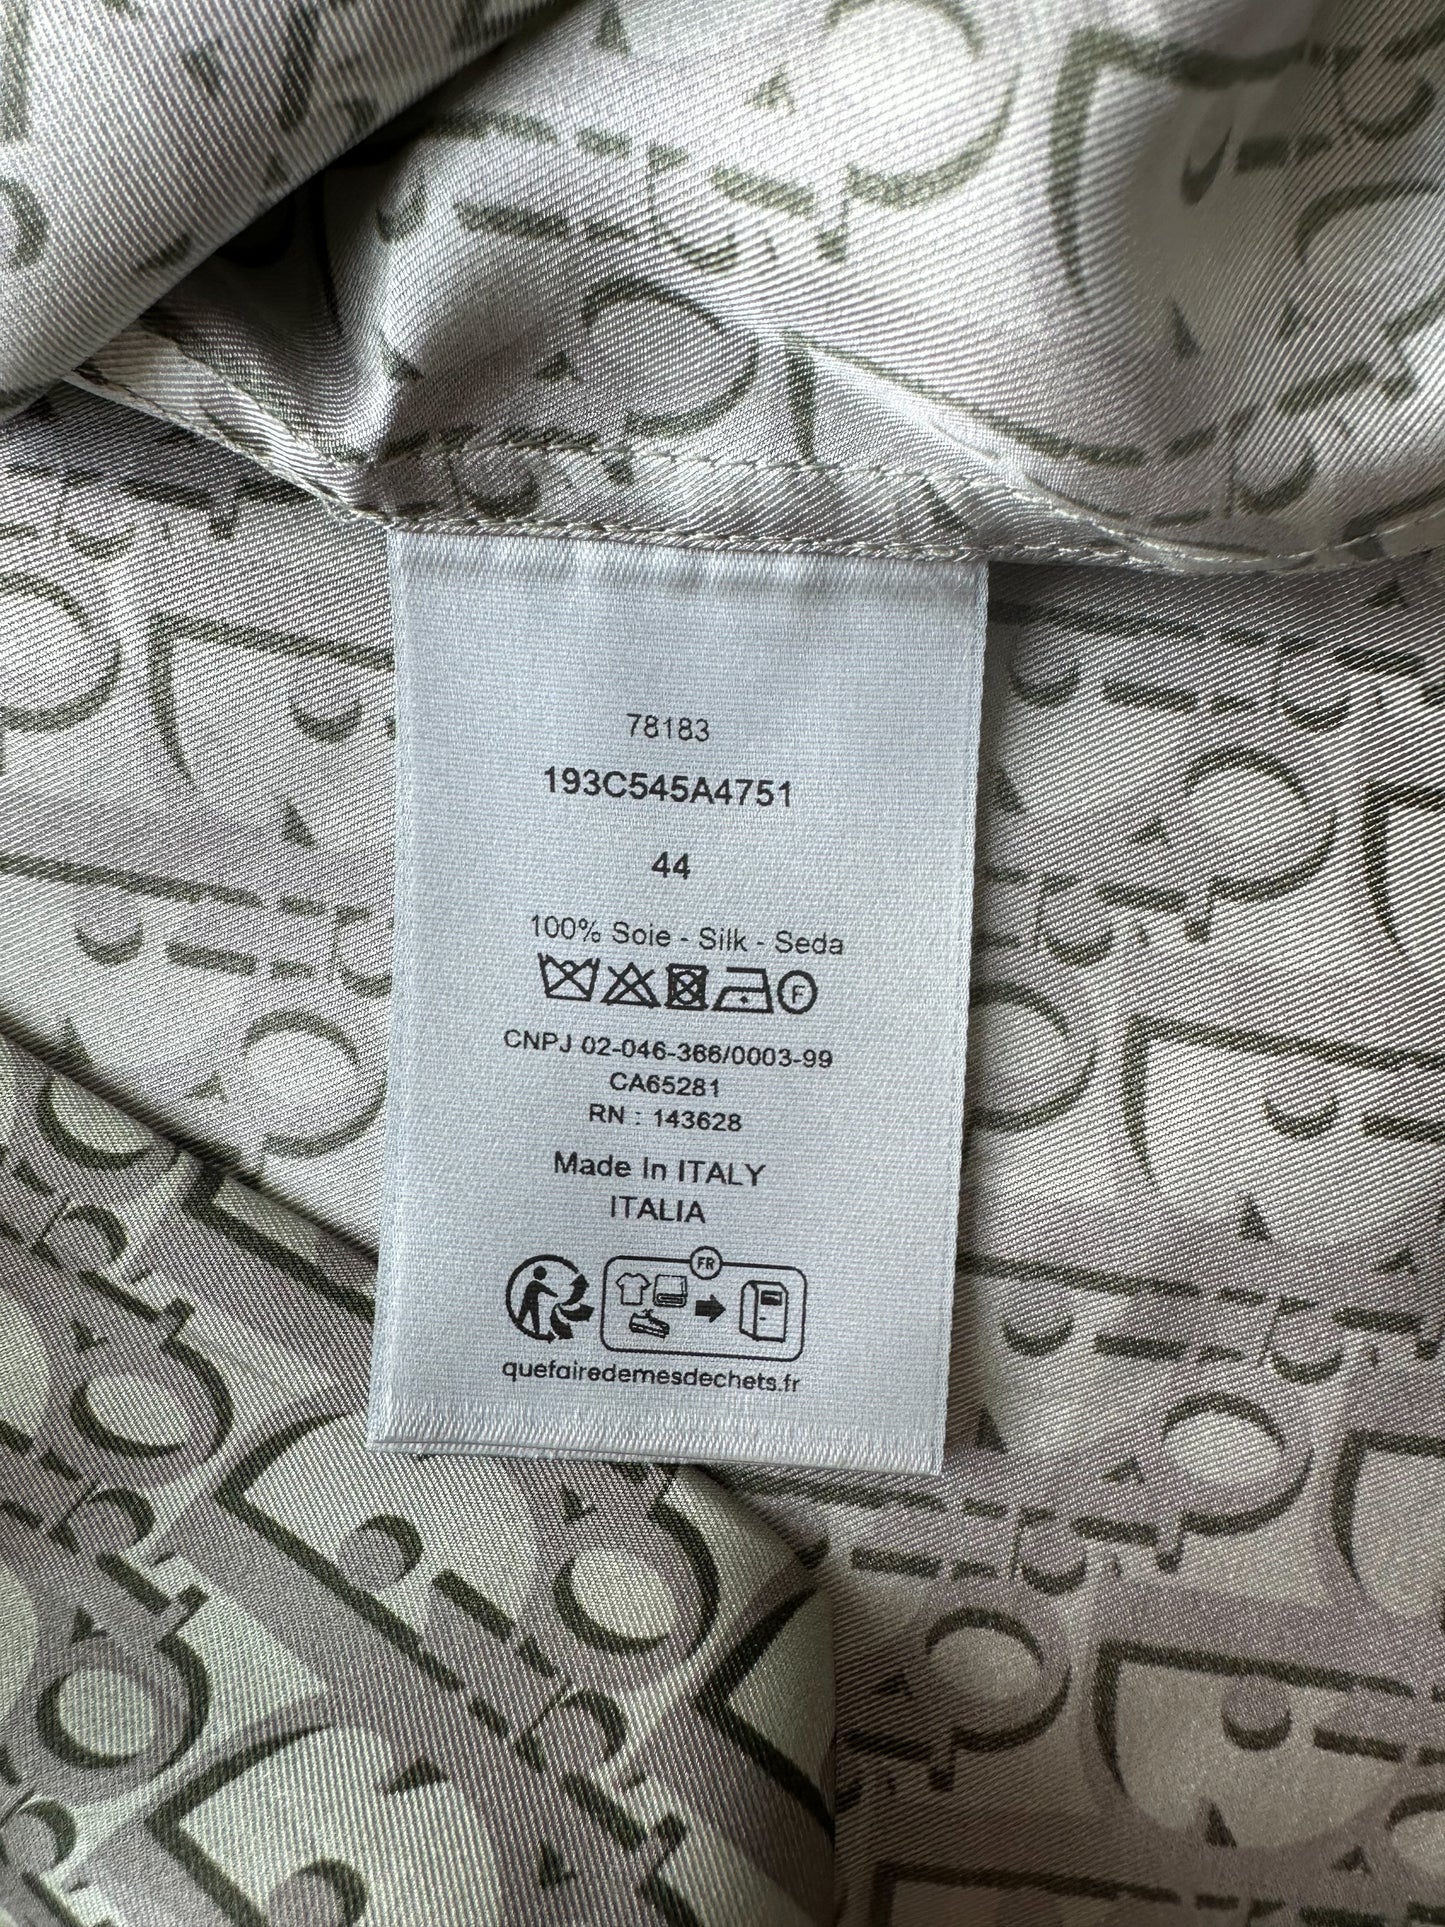 78183
193C545A4751
44
100% Soie - Silk - Seda
F
CNPJ 02-046-366/0003-99
CA65281
RN : 143628
Made In ITALY
ITALIA
FR
quefairedemesdechets.fr